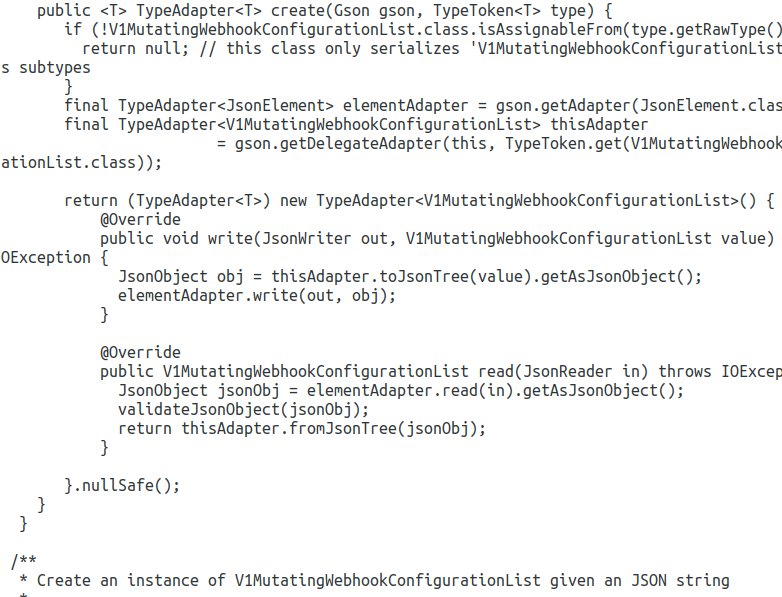 public <T> TypeAdapter<T> create(Gson gson, TypeToken<T> type) {
       if (!V1MutatingWebhookConfigurationList.class.isAssignableFrom(type.getRawType()
         return null; // this class only serializes 'V1MutatingWebhookConfigurationList
s subtypes
       }
       final TypeAdapter<JsonElement> elementAdapter = gson.getAdapter(JsonElement.clas
       final TypeAdapter<V1MutatingWebhookConfigurationList> thisAdapter
                        = gson.getDelegateAdapter(this, TypeToken.get(V1MutatingWebhook
ationList.class));

       return (TypeAdapter<T>) new TypeAdapter<V1MutatingWebhookConfigurationList>() {
           @Override
           public void write(JsonWriter out, V1MutatingWebhookConfigurationList value)
OException {
             JsonObject obj = thisAdapter.toJsonTree(value).getAsJsonObject();
             elementAdapter.write(out, obj);
           }

           @Override
           public V1MutatingWebhookConfigurationList read(JsonReader in) throws IOExcep
             JsonObject jsonObj = elementAdapter.read(in).getAsJsonObject();
             validateJsonObject(jsonObj);
             return thisAdapter.fromJsonTree(jsonObj);
           }

       }.nullSafe();
    }
  }

 /**
  * Create an instance of V1MutatingWebhookConfigurationList given an JSON string
  *